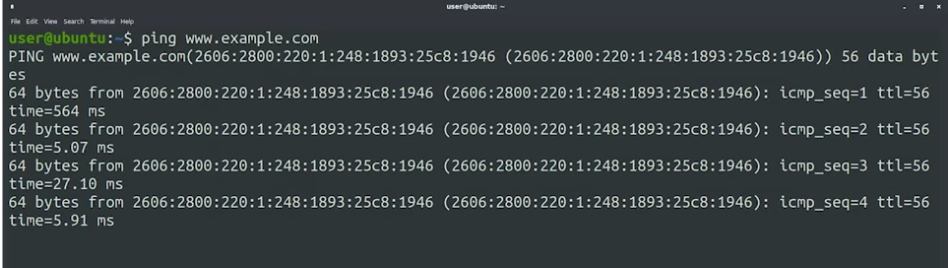 user@ubuntu: ~
File Edit View Search Terminal Help
user@ubuntu:~$ ping www.example.com
PING www.example.com(2606:2800:220:1:248:1893:25c8:1946 (2606:2800:220:1:248:1893:25c8:1946)) 56 data byt
es
64 bytes from 2606:2800:220:1:248:1893:25c8:1946 (2606:2800:220:1:248:1893:25c8:1946): icmp_seq=1 ttl=56
time=564 ms
64 bytes from 2606:2800:220:1:248:1893:25c8:1946 (2606:2800:220:1:248:1893:25c8:1946): icmp_seq=2 ttl=56
time=5.07 ms
64 bytes from 2606:2800:220:1:248:1893:25c8:1946 (2606:2800:220:1:248:1893:25c8:1946): icmp_seq=3 ttl=56
time=27.10 ms
64 bytes from 2606:2800:220:1:248:1893:25c8:1946 (2606:2800:220:1:248:1893:25c8:1946): icmp_seq=4 ttl=56
time=5.91 ms